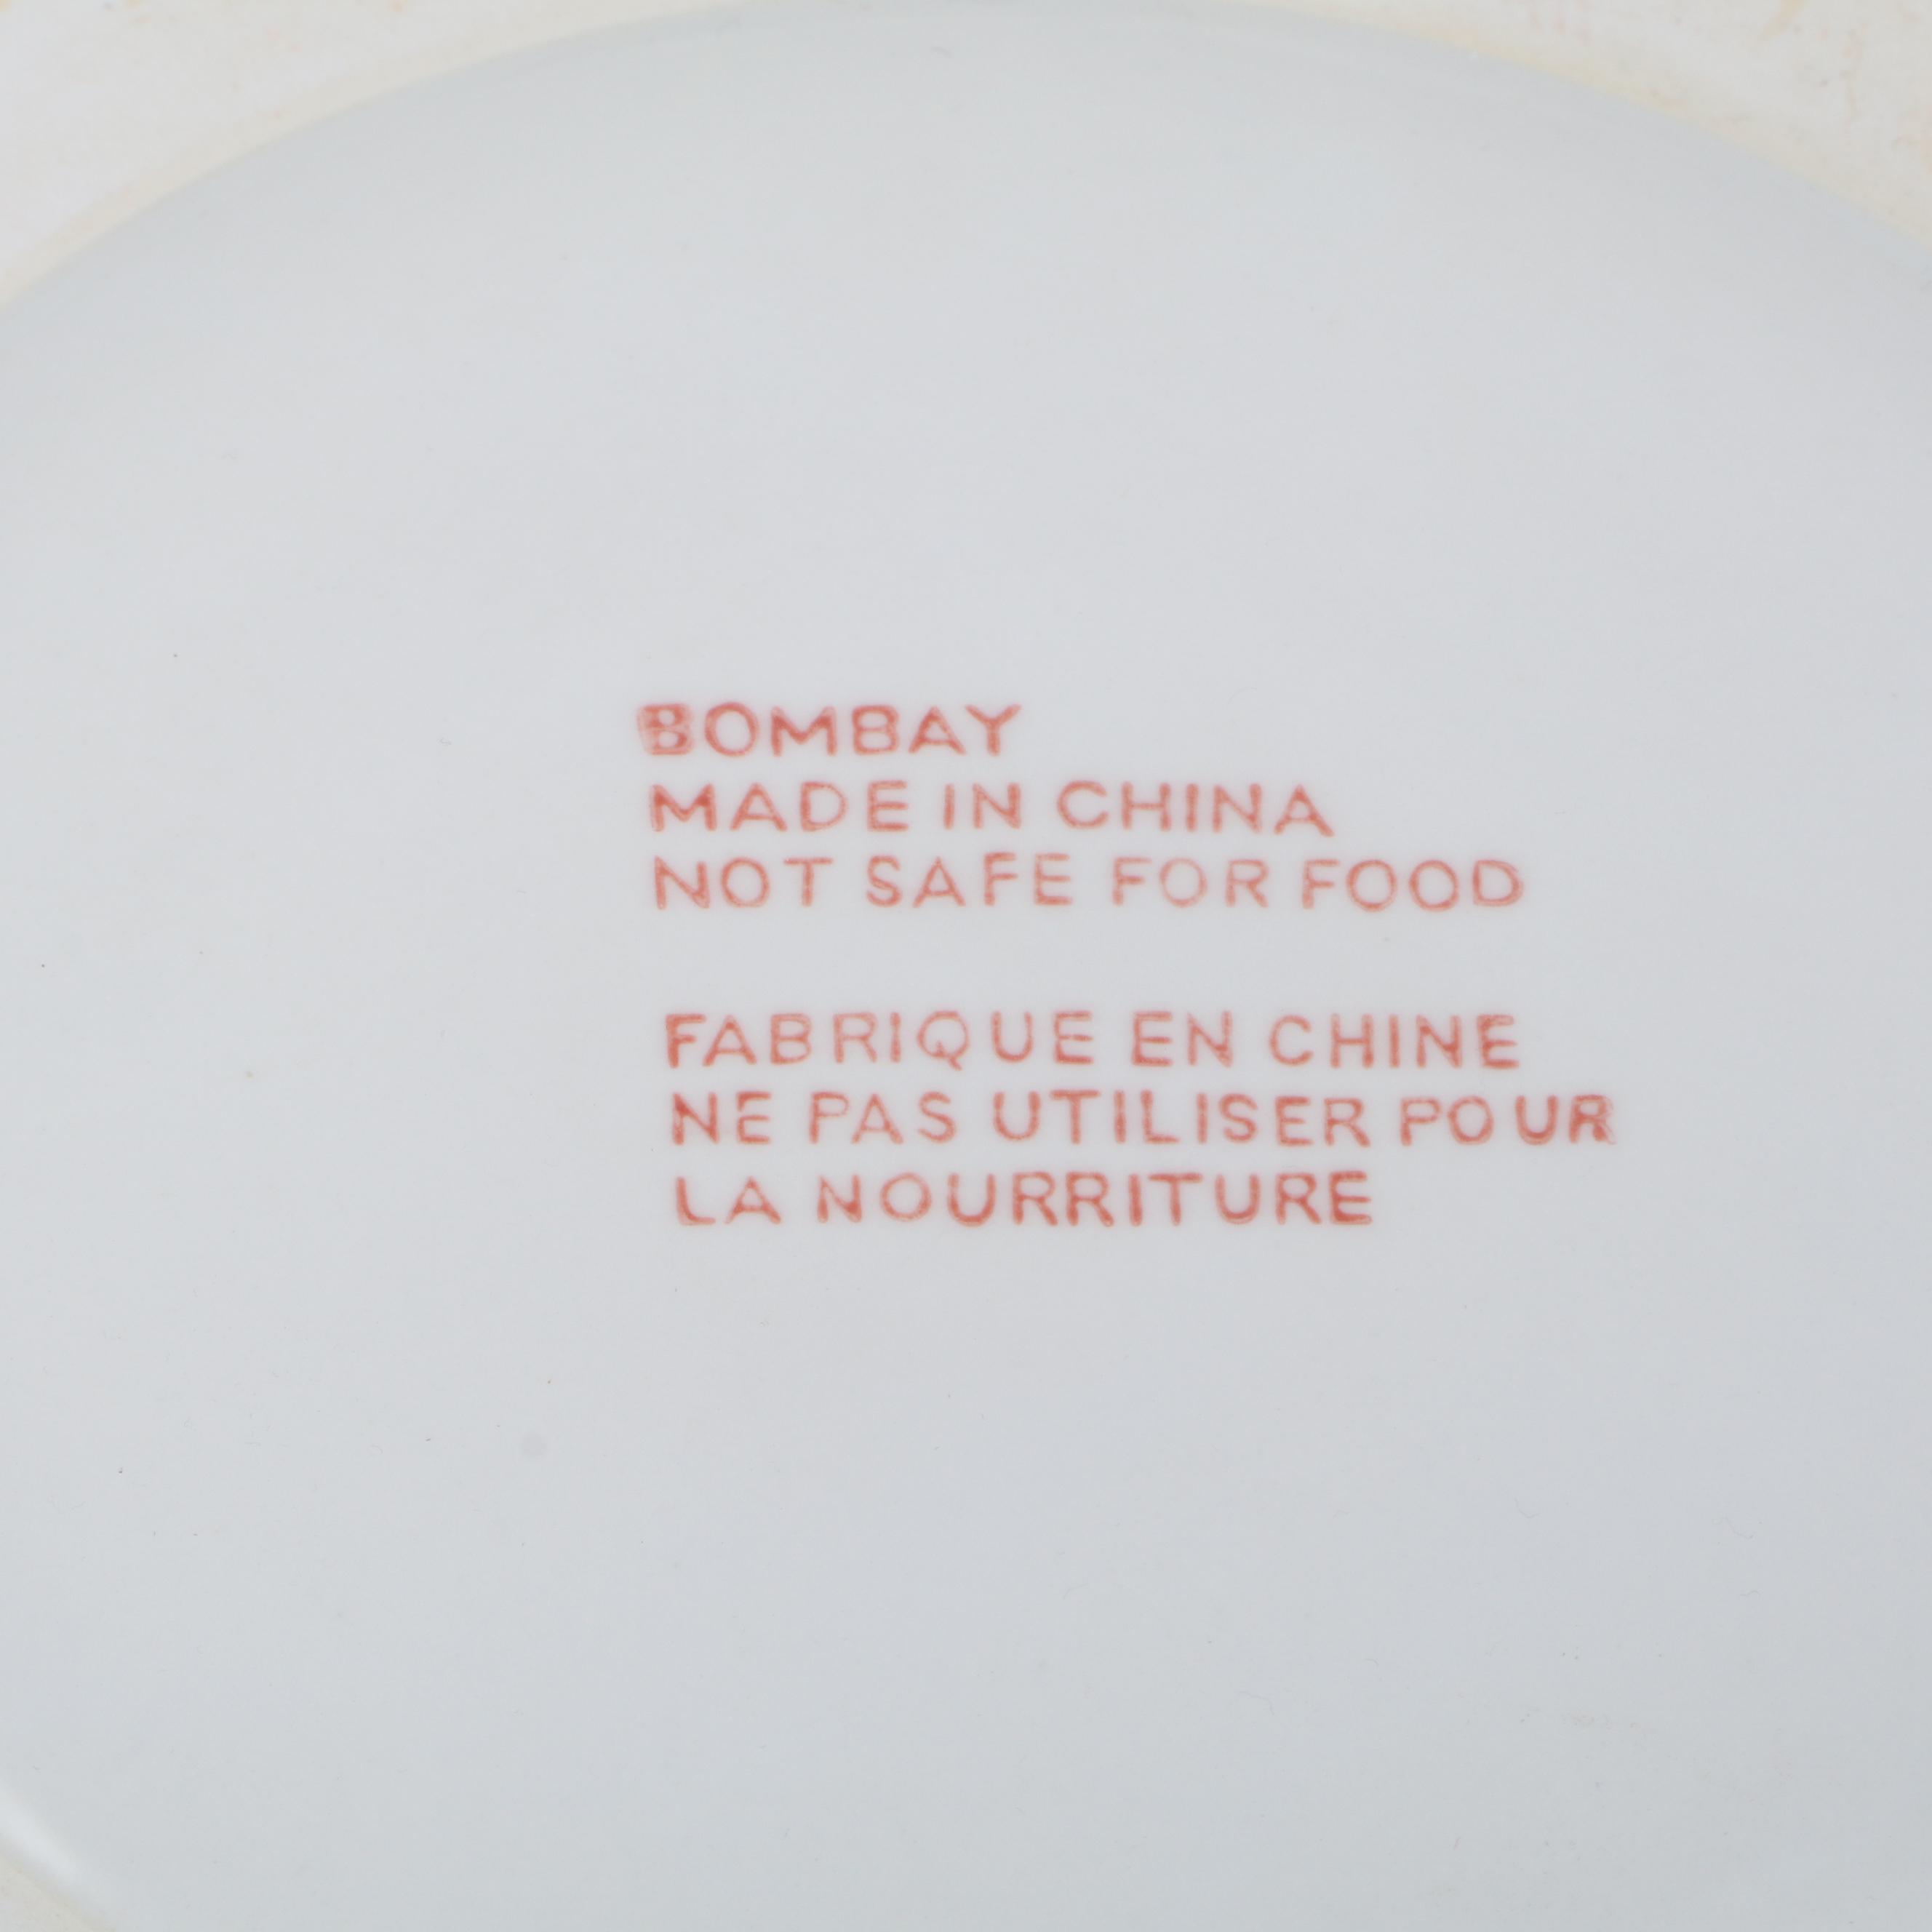 BOMBAY
MADE IN CHINA
NOT SAFE FOR FOOD
FABRIQUE EN CHINE
NE PAS UTILISER POUR
LA NOURRITURE